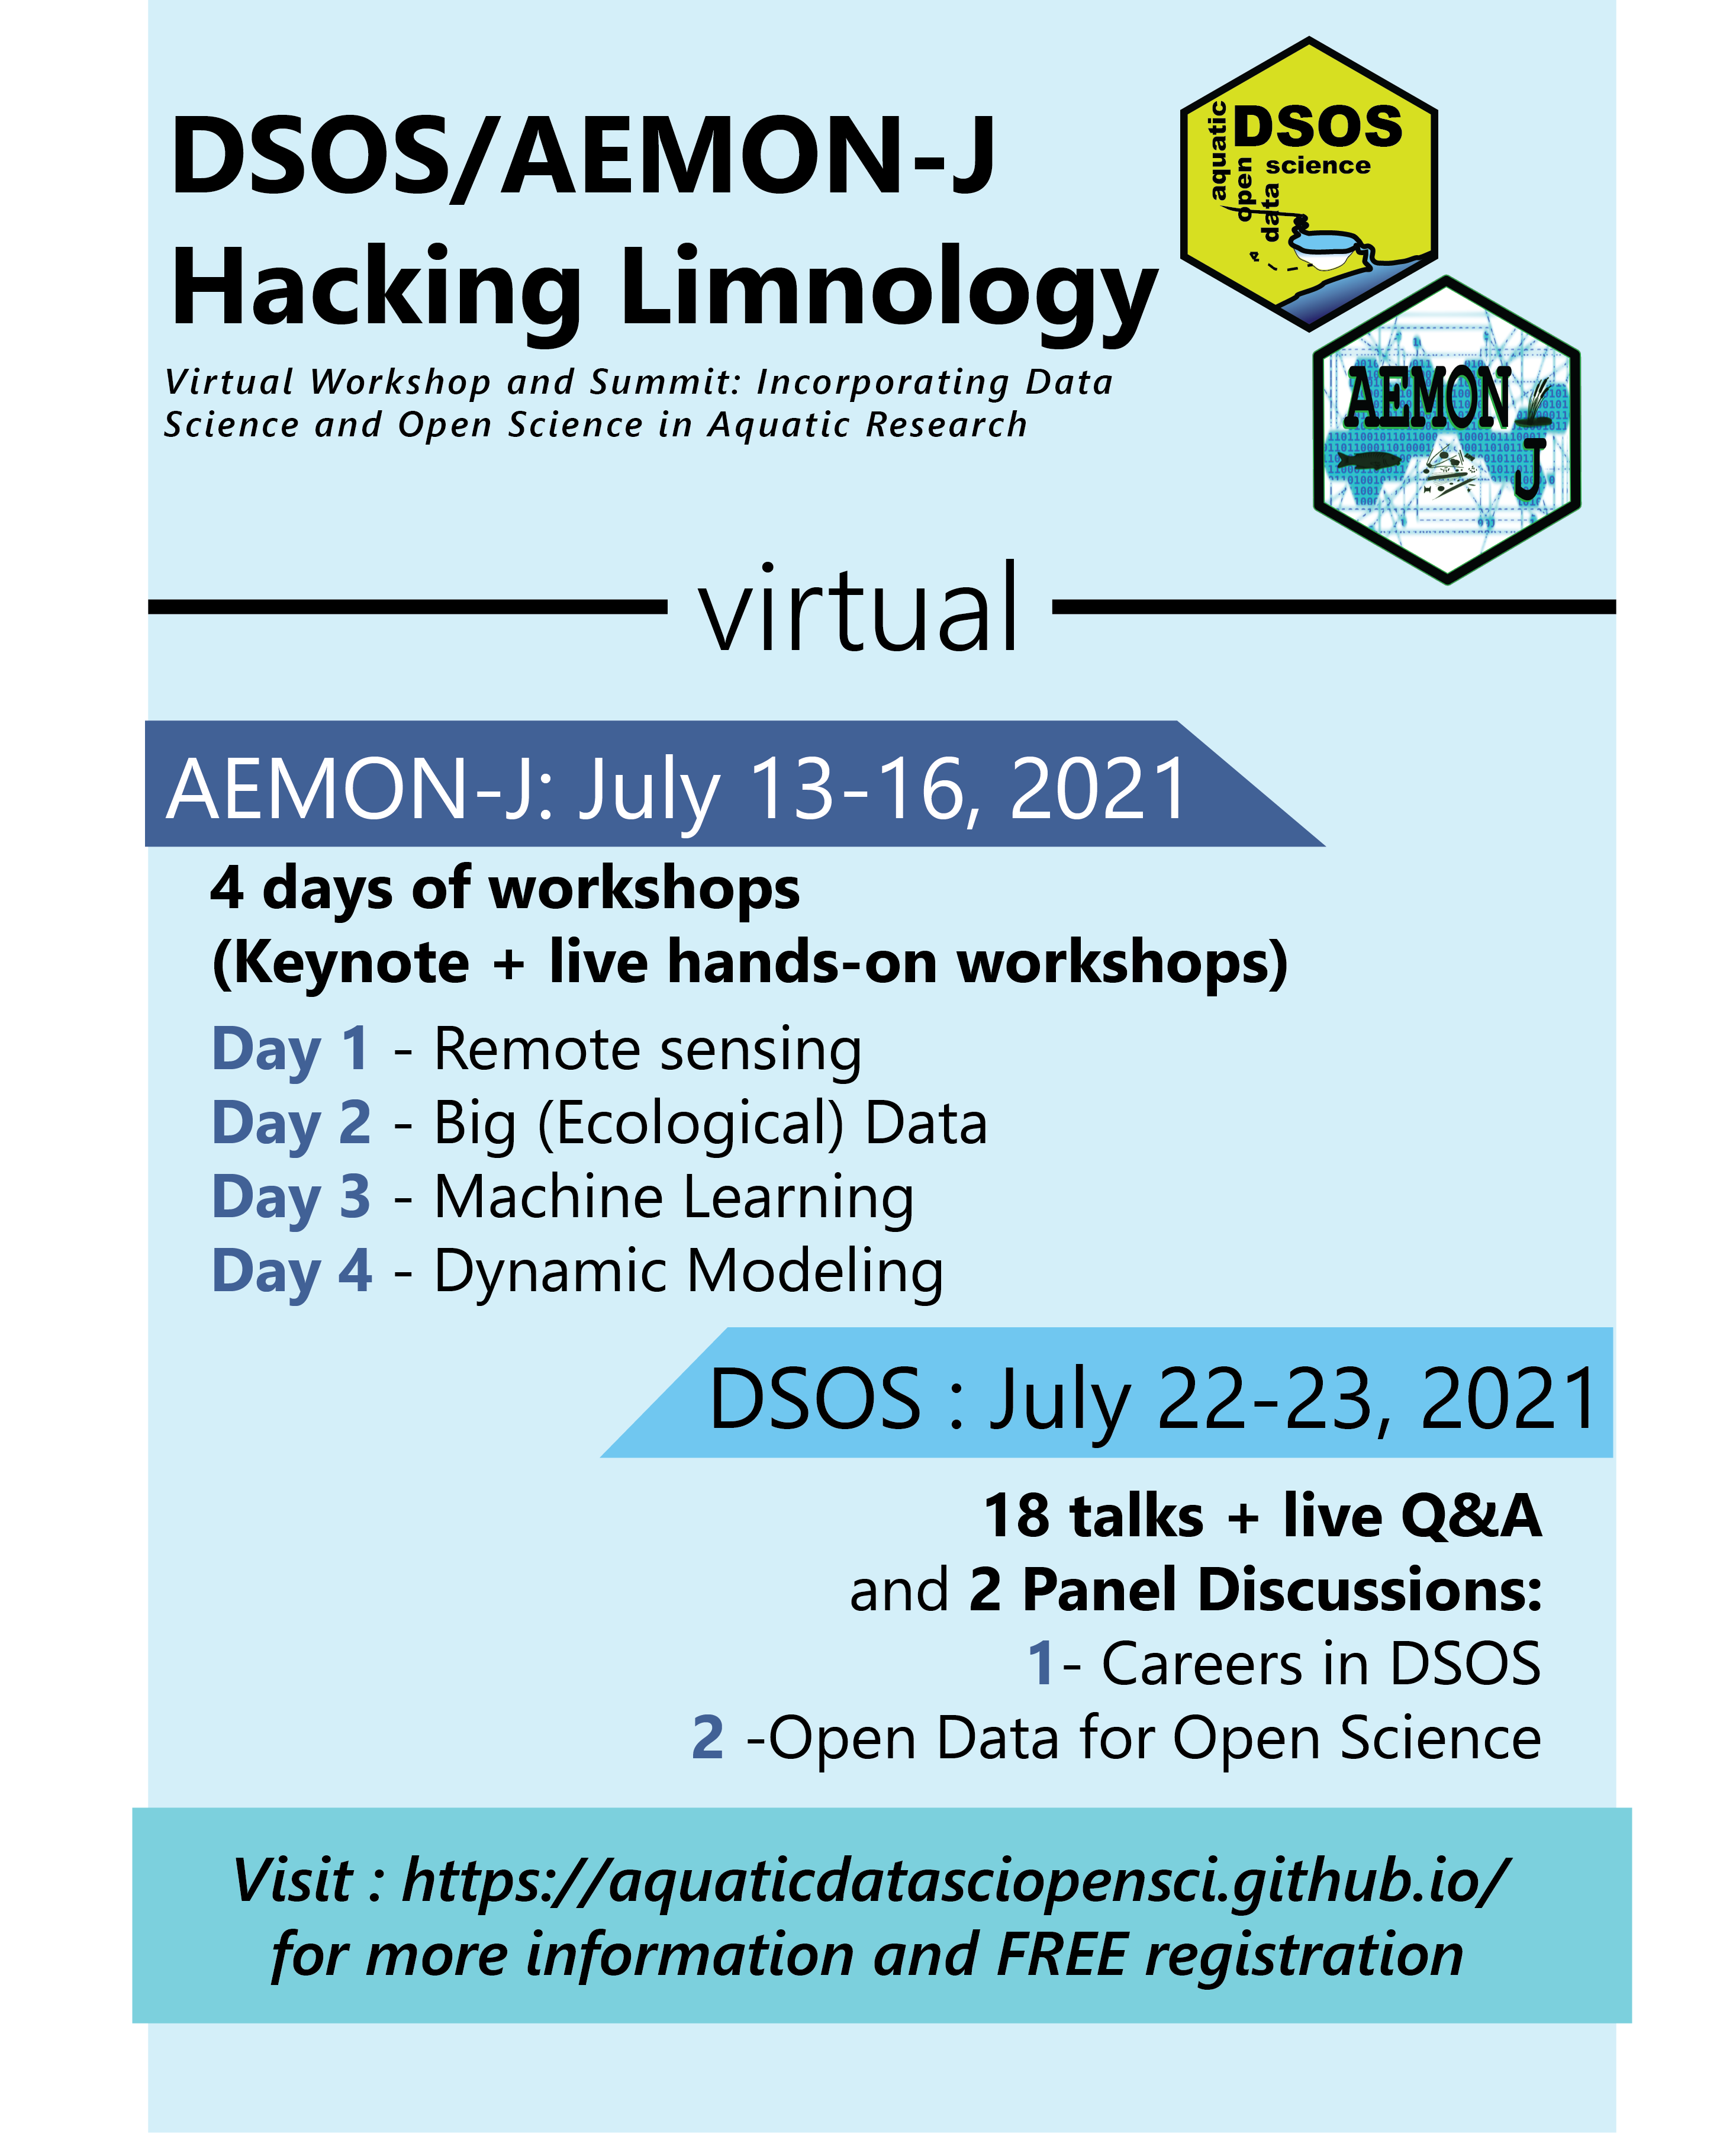 DSOS/AEMON-J
Hacking Limnology
Virtual Workshop and Summit: Incorporating Data
Science and Open Science in Aquatic Research
aquatic
DSOS
open
science
data
&
AEMON
J
virtual
AEMON-J: July 13-16, 2021
4 days of workshops
(Keynote + live hands-on workshops)
Day 1 - Remote sensing
Day 2 - Big (Ecological) Data
Day 3 - Machine Learning
Day 4 - Dynamic Modeling
DSOS : July 22-23, 2021
18 talks + live Q&A
and 2 Panel Discussions:
1- Careers in DSOS
2 -Open Data for Open Science
Visit : https://aquaticdatasciopensci.github.io/
for more information and FREE registration